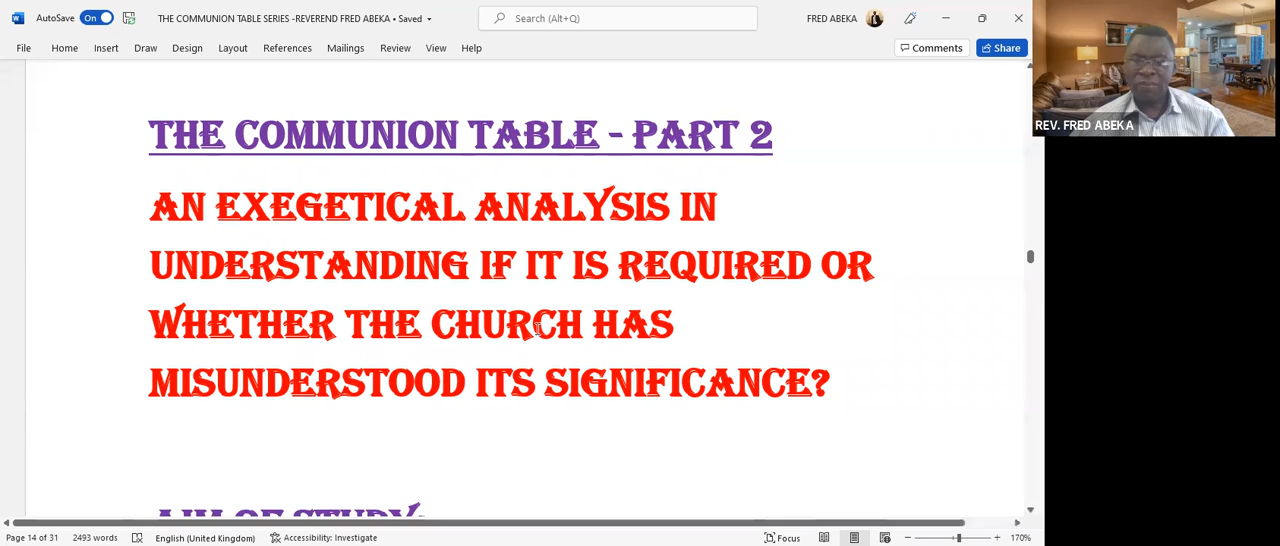 AutoSave On THE COMMUNION TABLE SERIES -REVEREND FRED ABEKA • Saved Search (Alt+Q) FRED ABEKA
File Home Insert Draw Design Layout References Mailings Review View Help Comments Share
REV. FRED ABEKA
THE COMMUNION TABLE - PART 2
AN EXEGETICAL ANALYSIS IN
UNDERSTANDING IF IT IS REQUIRED OR
WHETHER THE CHURCH HAS
MISUNDERSTOOD ITS SIGNIFICANCE?
AIM OF STUDY:
Page 14 of 31 2493 words English (United Kingdom) Accessibility: Investigate Focus 170%